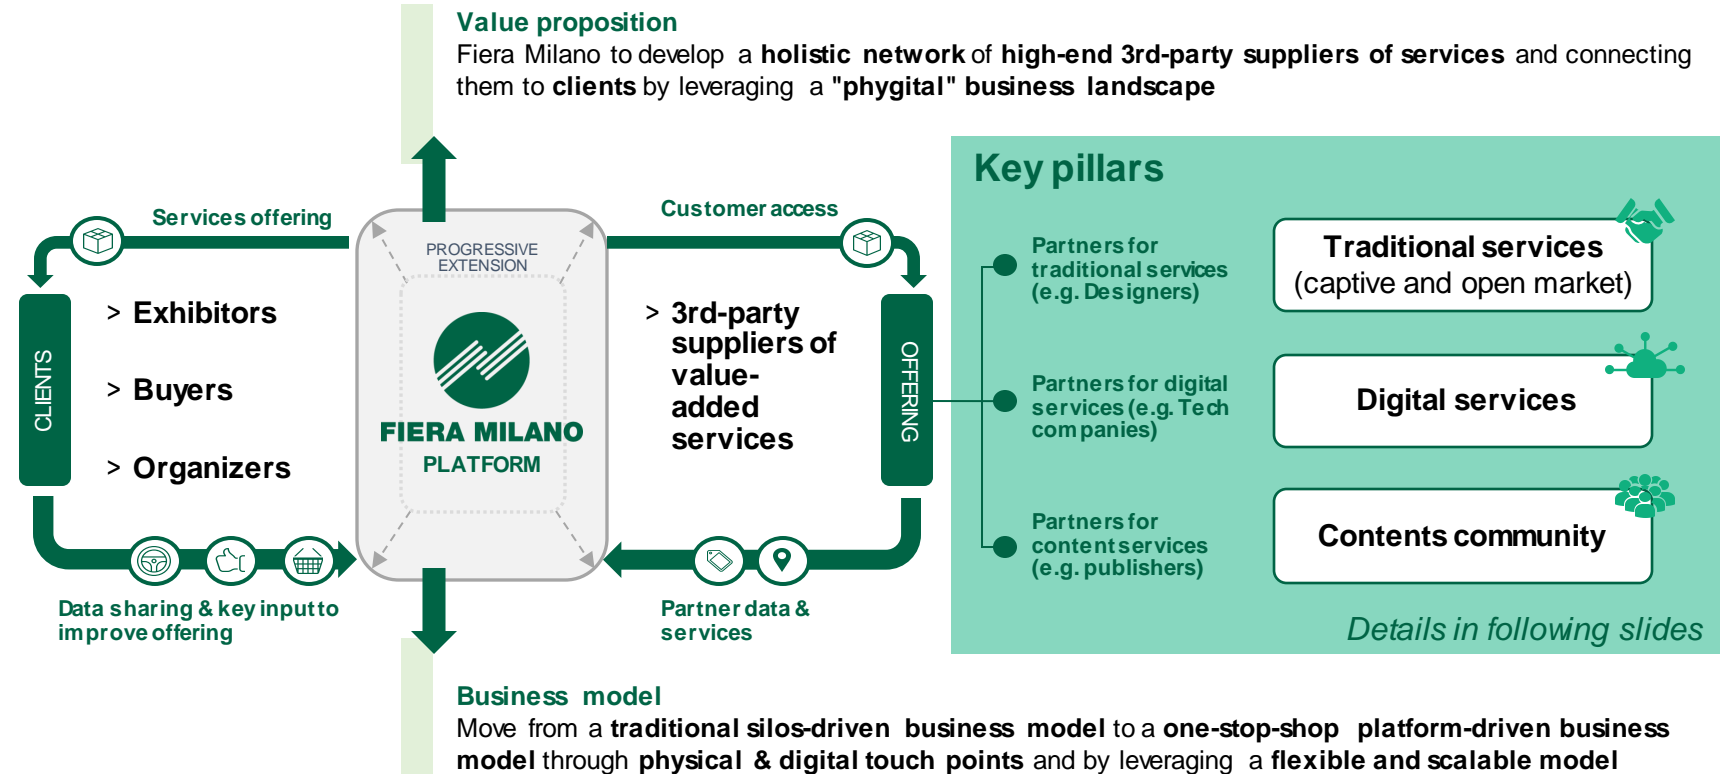 Value proposition
Fiera Milano to develop a holistic network of high-end 3rd-party suppliers of services and connecting
them to clients by leveraging a "phygital" business landscape
Services offering
Customer access
PROGRESSIVE
EXTENSION
CLIENTS
> Exhibitors
> Buyers
> Organizers
FIERA MILANO
PLATFORM
> 3rd-party
suppliers of
value-
added
services
OFFERING
Data sharing & key input to
improve offering
Partner data &
services
Key pillars
Partners for
traditional services
(e.g. Designers)
Traditional services
(captive and open market)
Partners for digital
services (e.g. Tech
companies)
Digital services
Partners for
content services
(e.g. publishers)
Contents community
Details in following slides
Business model
Move from a traditional silos-driven business model to a one-stop-shop platform-driven business
model through physical & digital touch points and by leveraging a flexible and scalable model